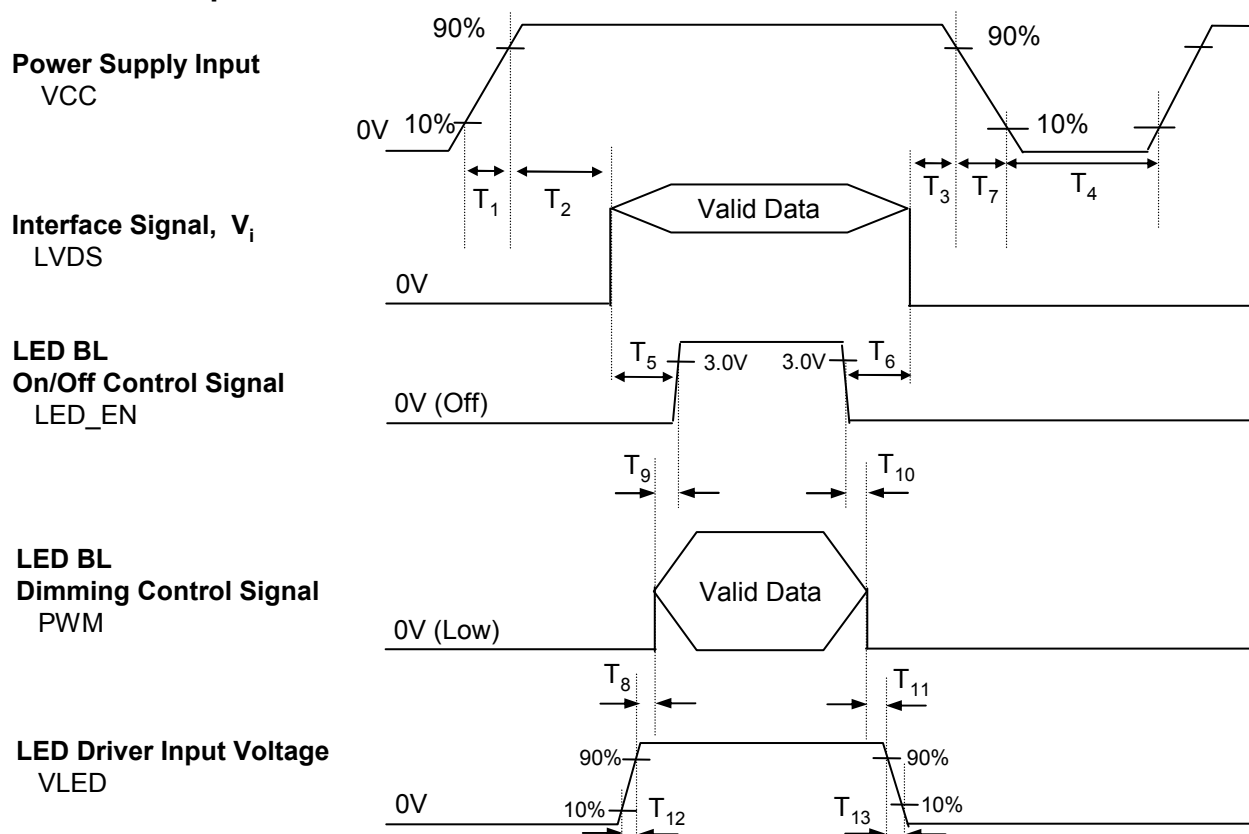 90%
90%
Power Supply Input
VCC
0V
10%
10%
T1
T2
T3
T7
T4
Valid Data
Interface Signal, Vi
LVDS
0V
LED BL
On/Off Control Signal
LED_EN
T5
3.0V
3.0V
T6
0V (Off)
T9
T10
LED BL
Dimming Control Signal
PWM
Valid Data
0V (Low)
T8
T11
LED Driver Input Voltage
VLED
90%
90%
0V
10%
T12
T13
10%